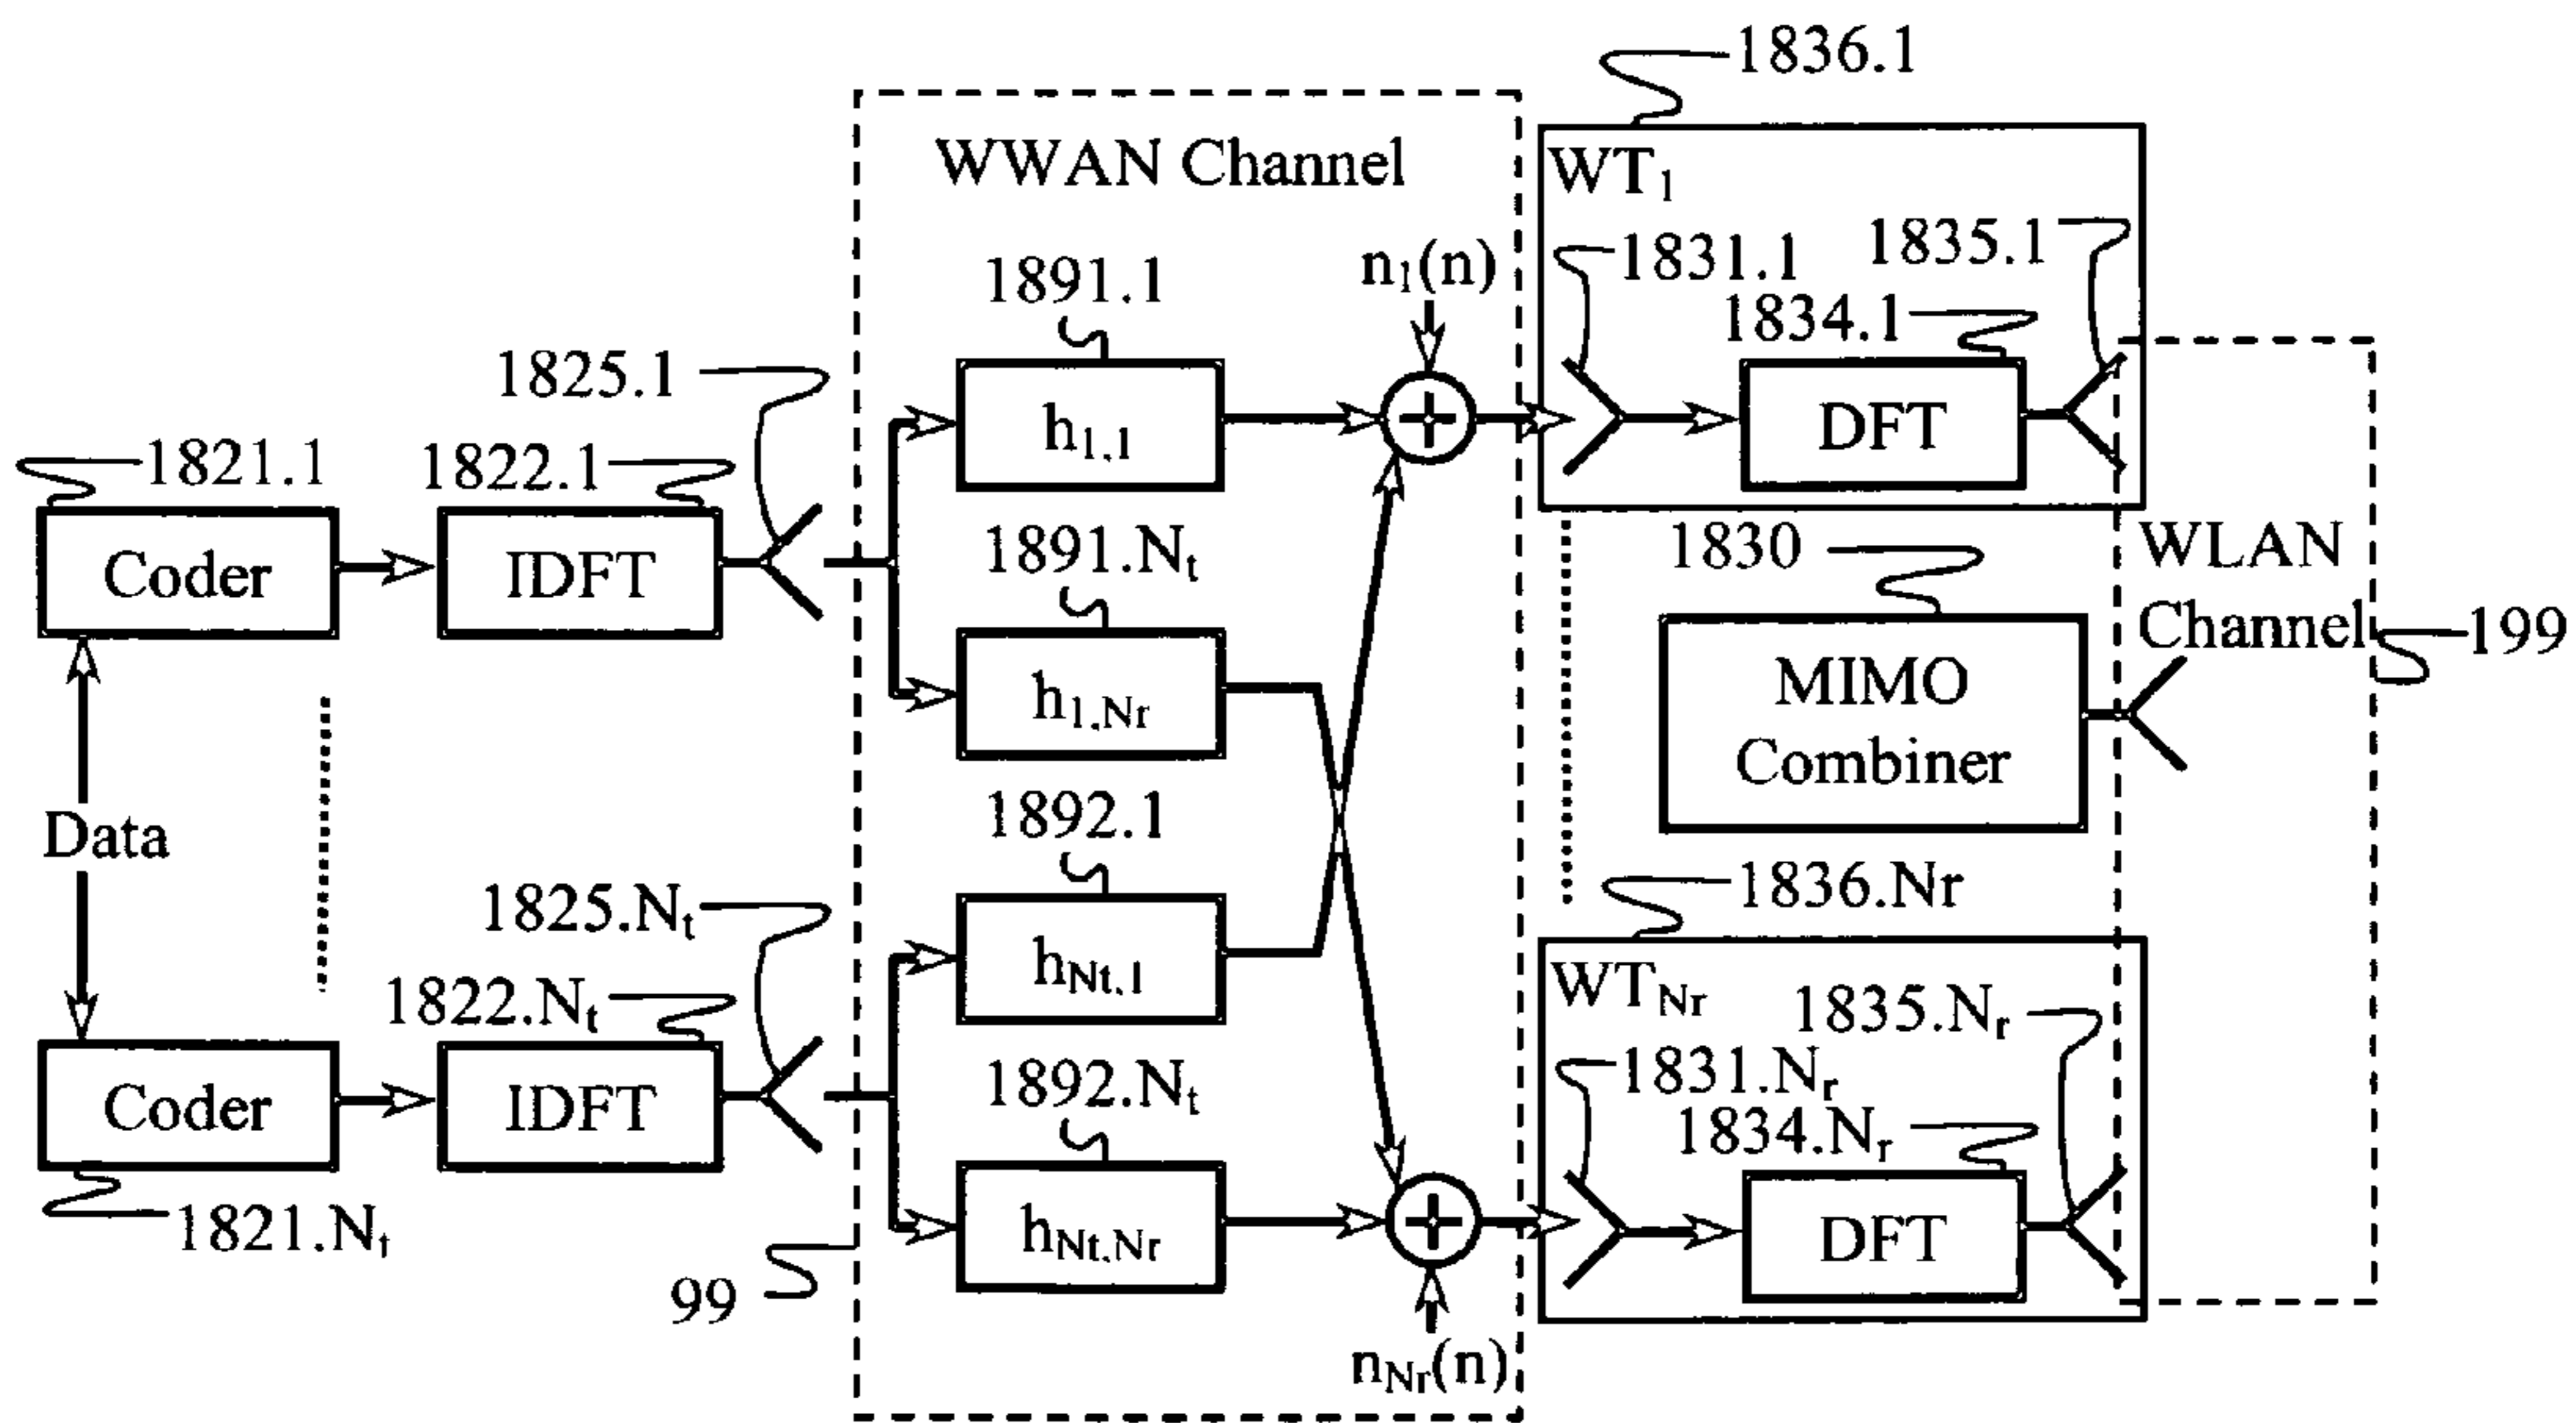 1836.1
WWAN Channel
WT1
1831.1
1835.1
n1(n)
1834.1
1891.1
1825.1
h1,1
DFT
1821.1
1822.1
Coder
IDFT
1891.Nt
1830
WLAN
Channel
199
h1,Nr
MIMO
Combiner
1892.1
Data
1836.Nr
1825.Nt
hNt,1
WTNr
1822.Nt
1835.Nr
1831.Nr
1892.Nt
1834.Nr
Coder
IDFT
hNt,Nr
DFT
1821.Nt
99
nNr(n)